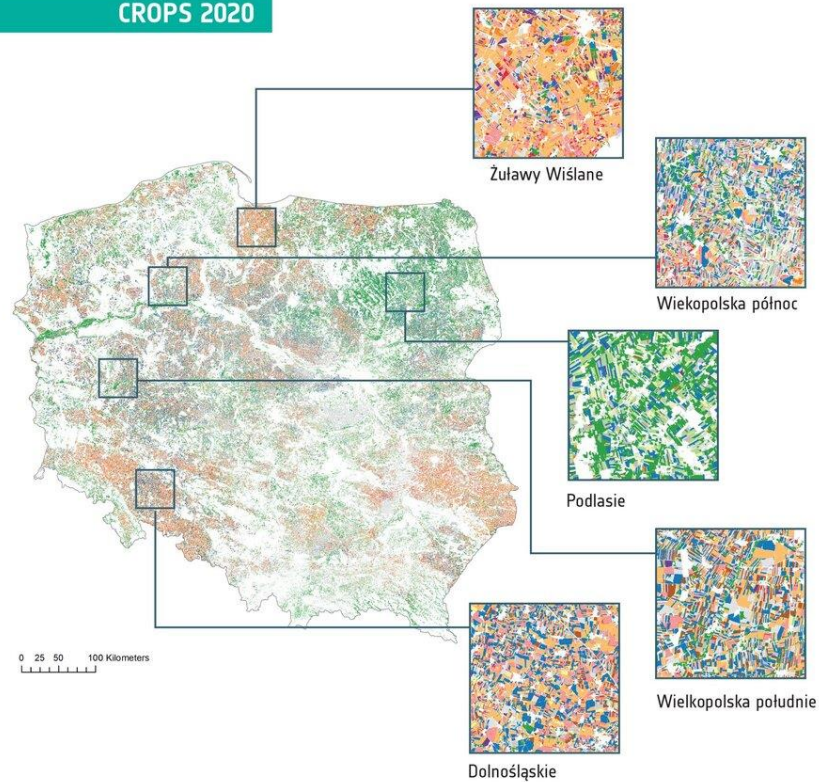 CROPS 2020
Żuławy Wiślane
Wiekopolska północ
Podlasie
Wielkopolska południe
Dolnośląskie
0 25 50 100 Kilometers